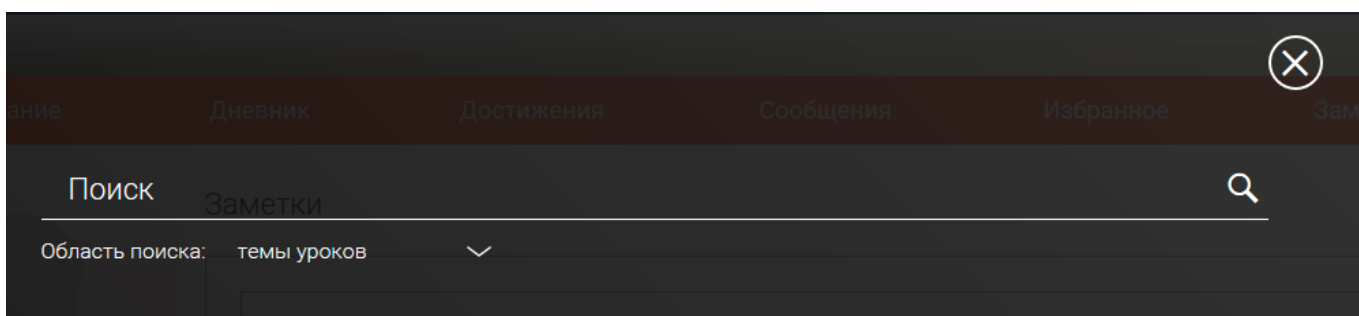 ание Дневник Достижения Сообщения Избранное Зам
Поиск
Заметки
Область поиска: темы уроков